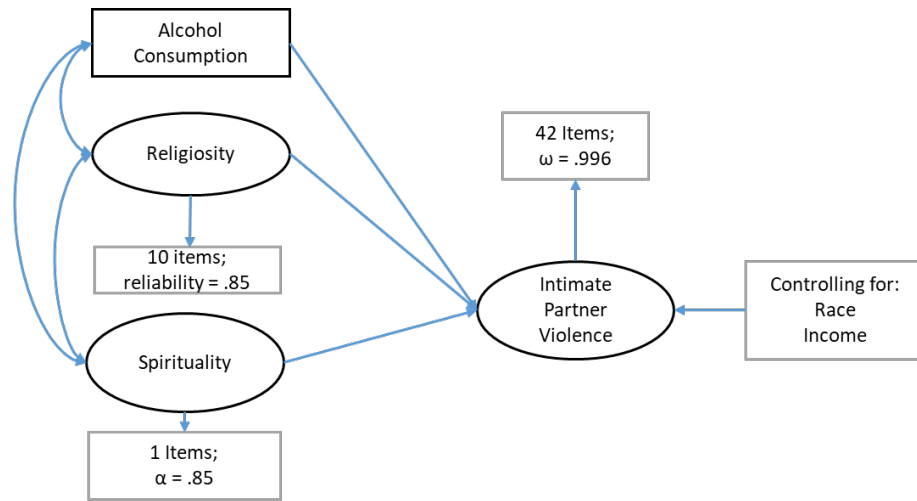 Alcohol
Consumption
Religiosity
10 items;
reliability = .85
Spirituality
1 Items;
α = .85
42 Items;
ω = .996
Intimate
Partner
Violence
Controlling for:
Race
Income